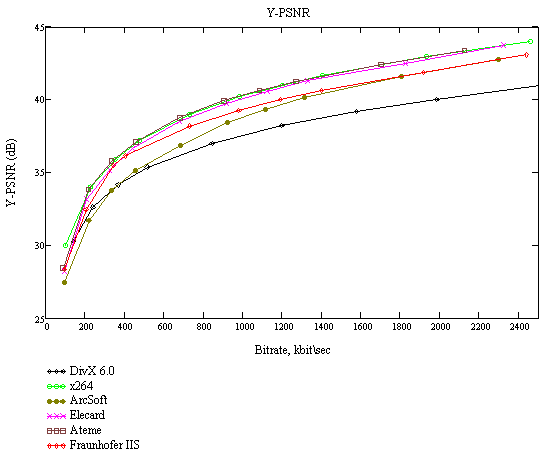 Y-PSNR
45
40
35
30
25
Y-PSNR (dB)
0 200 400 600 800 1000 1200 1400 1600 1800 2000 2200 2400
Bitrate, kbit\sec
DivX 6.0
x264
ArcSoft
Elecard
Ateme
Fraunhofer IIS